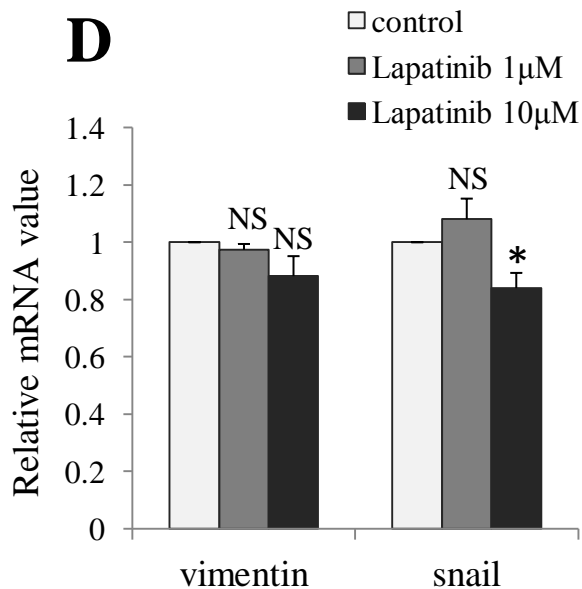 D
control
Lapatinib 1μM
Lapatinib 10μM
Relative mRNA value
1.4
1.2
1
0.8
0.6
0.4
0.2
0
NS
NS
NS
*
vimentin
snail